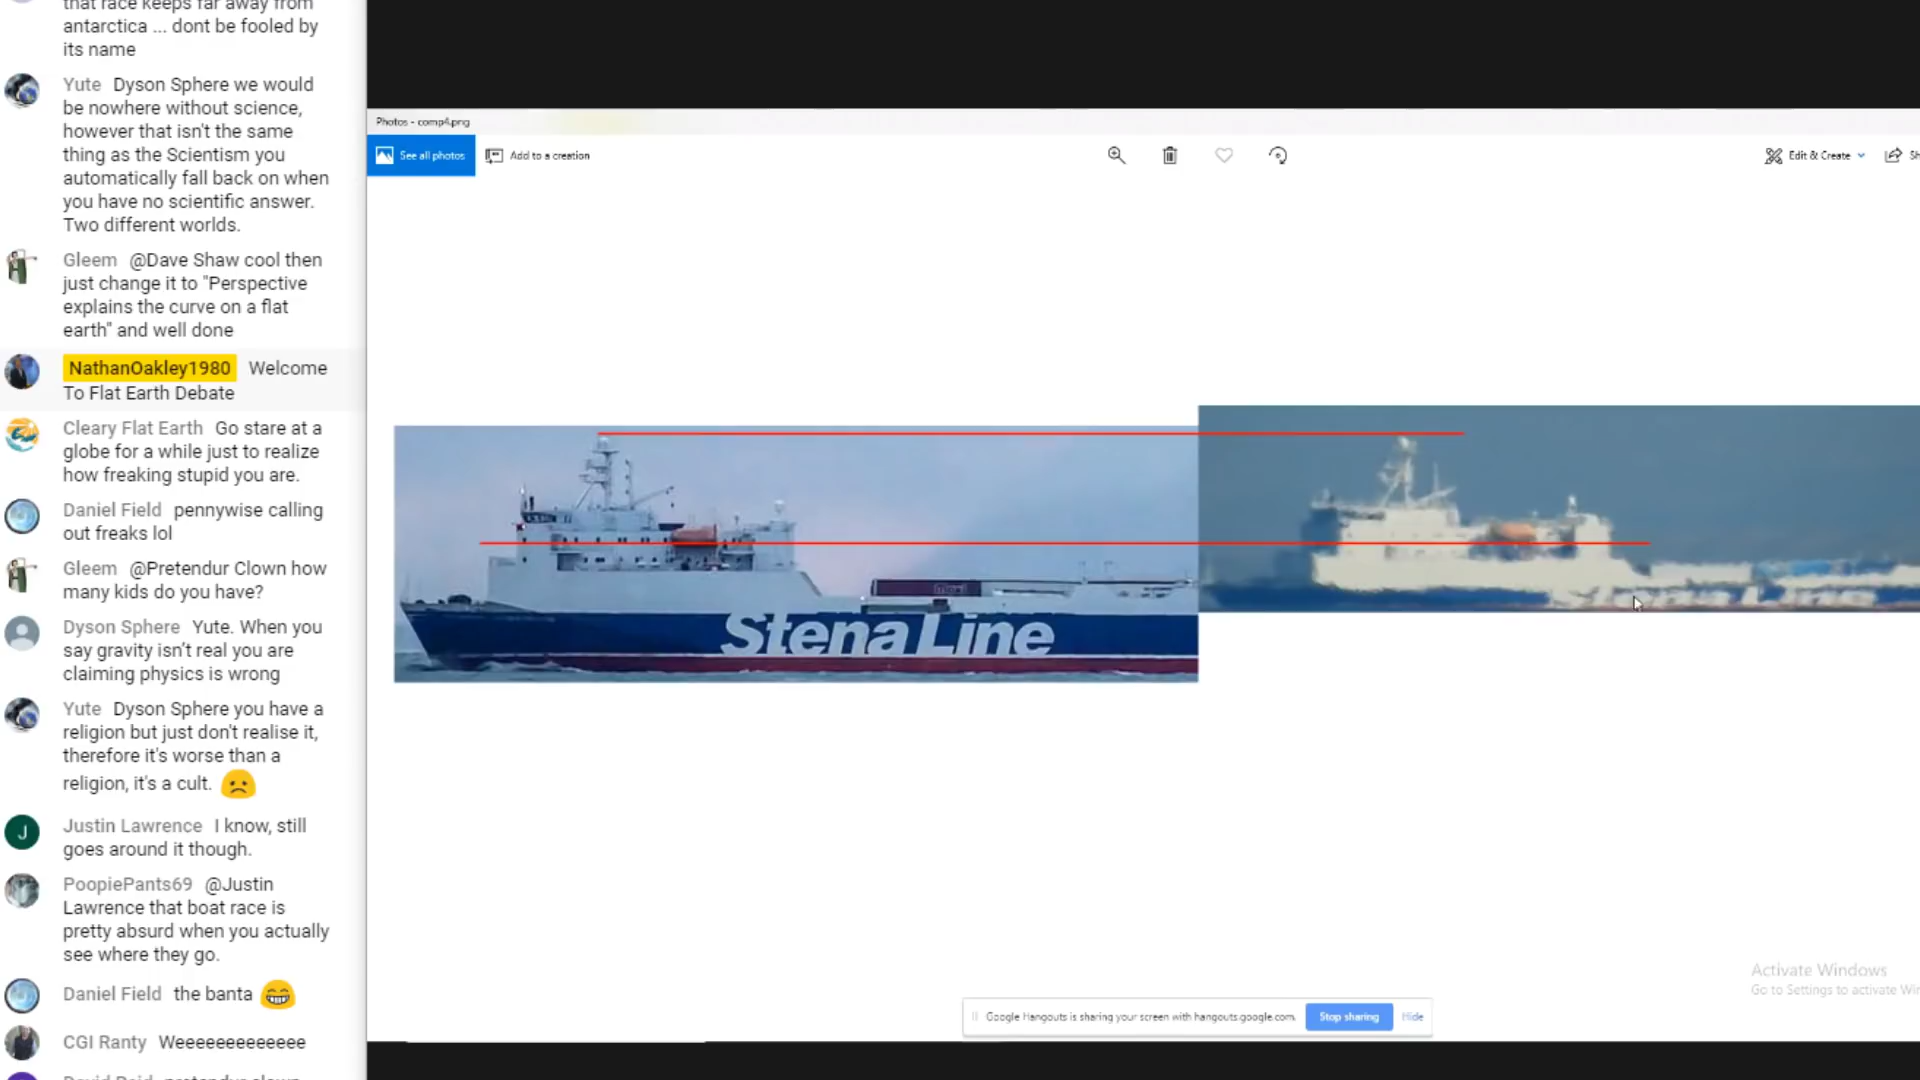 that race keeps far away from
antarctica ... dont be fooled by
its name
Yute Dyson Sphere we would
be nowhere without science,
however that isn't the same
thing as the Scientism you
automatically fall back on when
you have no scientific answer.
Two different worlds.
Gleem @Dave Shaw cool then
just change it to "Perspective
explains the curve on a flat
earth" and well done
NathanOakley1980 Welcome
To Flat Earth Debate
Cleary Flat Earth Go stare at a
globe for a while just to realize
how freaking stupid you are.
Daniel Field pennywise calling
out freaks lol
Gleem @Pretendur Clown how
many kids do you have?
Dyson Sphere Yute. When you
say gravity isn't real you are
claiming physics is wrong
Yute Dyson Sphere you have a
religion but just don't realise it,
therefore it's worse than a
religion, it's a cult.
J
Justin Lawrence I know, still
goes around it though.
PoopiePants69 @Justin
Lawrence that boat race is
pretty absurd when you actually
see where they go.
Daniel Field the banta
CGI Ranty Weeeeeeeeeeeee
David Reid pretendur clown
Photos - comp4.png
See all photos
Add to a creation
Edit & Create
Sh
Stena Line
Activate Windows
Go to Settings to activate Win
Google Hangouts is sharing your screen with hangouts.google.com.
Stop sharing
Hide